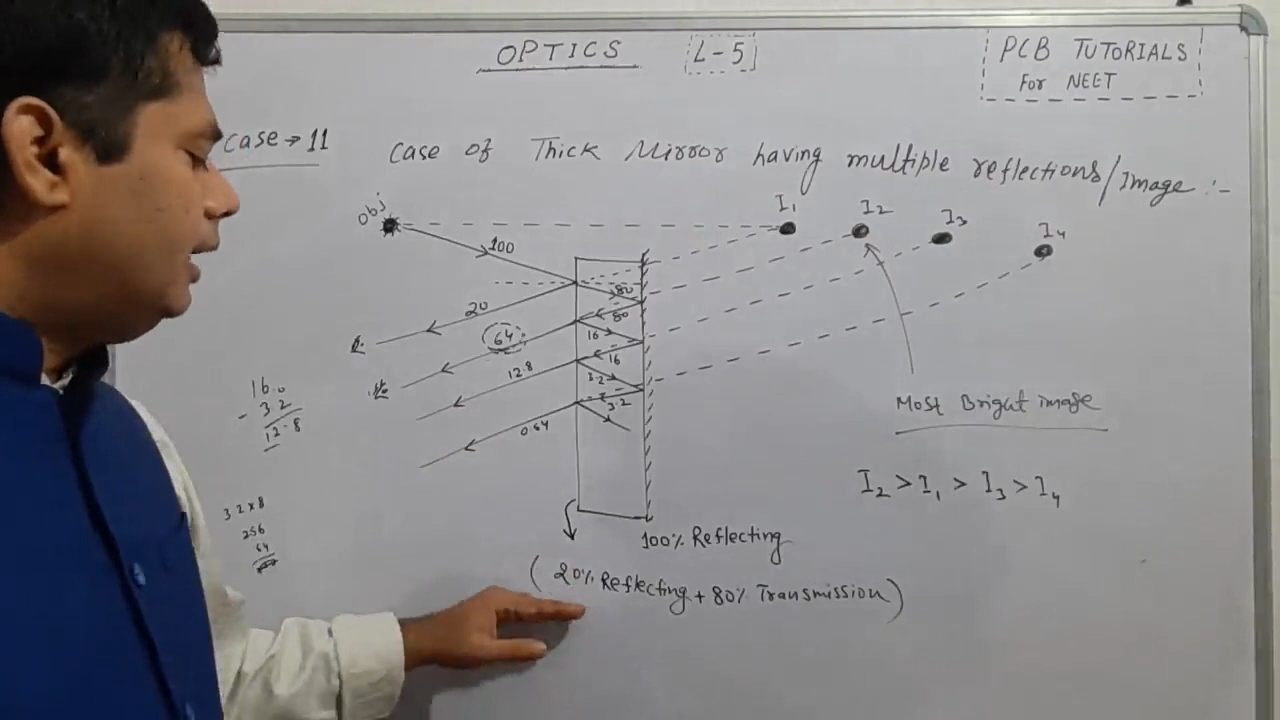 OPTICS
L-5
PCB TUTORIALS
For NEET
Case → 11
Case of Thick Mirror having multiple reflections/Image :-
obj
I₁
I₂
I₃
I₄
100
80
20
80
64
16
16
12.8
3.2
3.2
0.64
16.0
- 3.2
12.8
3.2x8
256
64
Most Bright image
I₂ > I₁ > I₃ > I₄
100% Reflecting
(20% Reflecting + 80% Transmission)